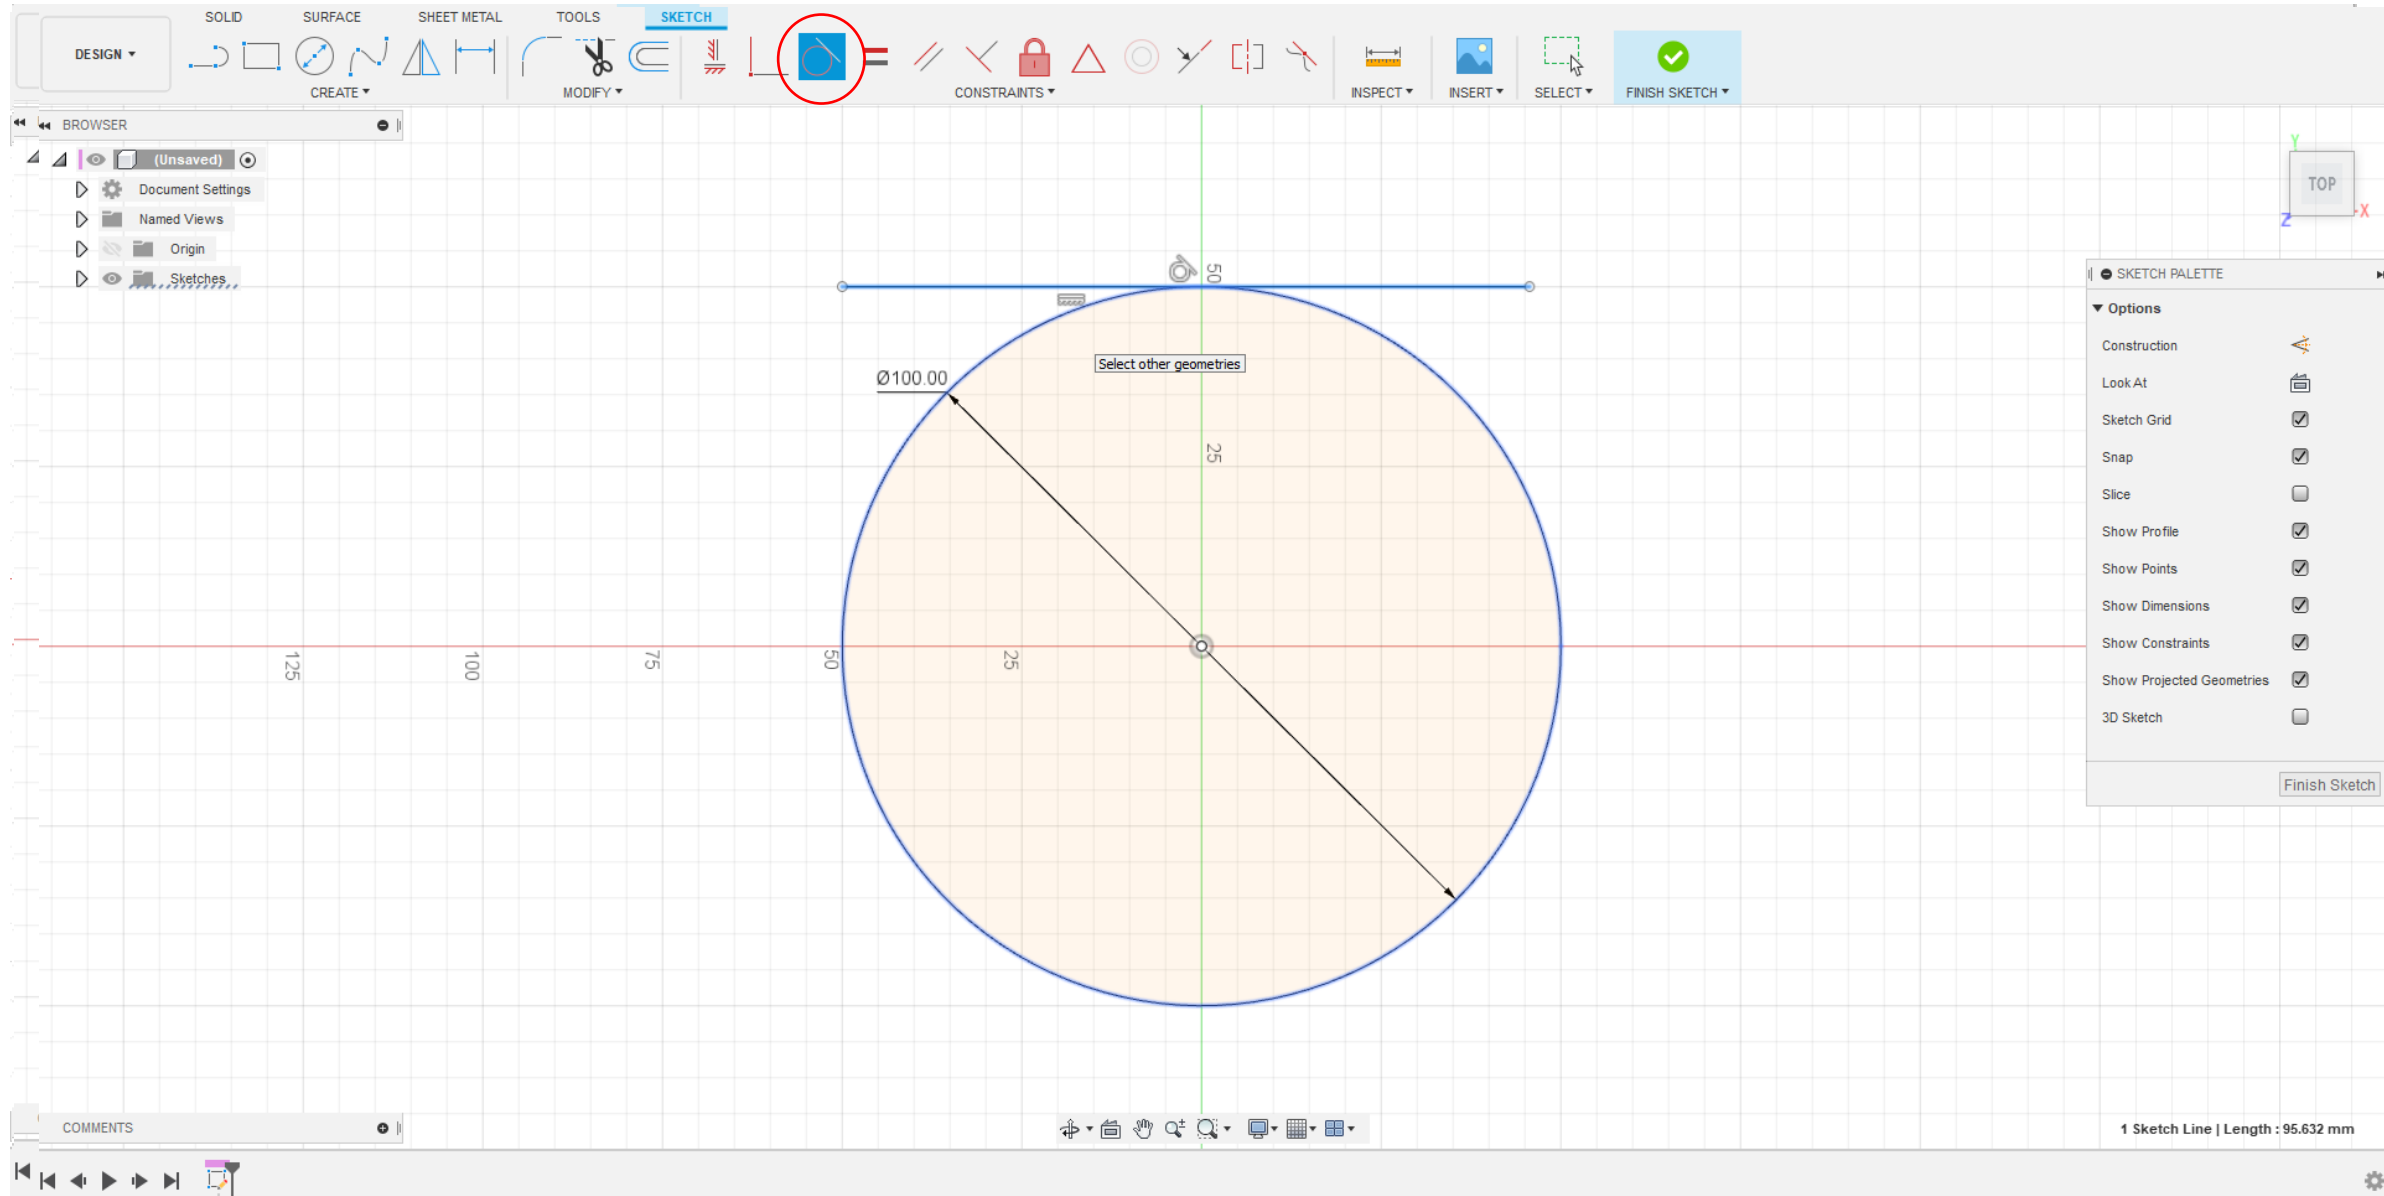 SOLID SURFACE SHEET METAL TOOLS SKETCH
DESIGN
CREATE MODIFY CONSTRAINTS INSPECT INSERT SELECT FINISH SKETCH
BROWSER
(Unsaved)
Document Settings
Named Views
Origin
Sketches
Y
TOP
X
Z
50
Select other geometries
Ø100.00
25
125 100 75 50 25
SKETCH PALETTE
Options
Construction
Look At
Sketch Grid
Snap
Slice
Show Profile
Show Points
Show Dimensions
Show Constraints
Show Projected Geometries
3D Sketch
Finish Sketch
COMMENTS
1 Sketch Line | Length : 95.632 mm